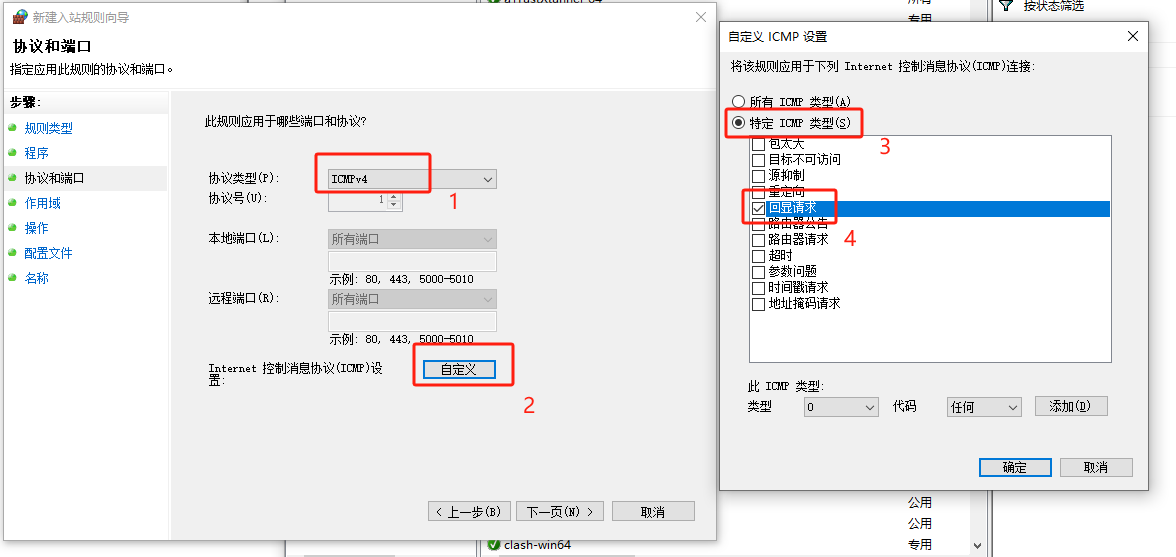 新建入站规则向导
协议和端口
指定应用此规则的协议和端口。
步骤:
规则类型
程序
协议和端口
作用域
操作
配置文件
名称
此规则应用于哪些端口和协议?
协议类型(P):
ICMPv4
1
协议号(U):
1
本地端口(L):
所有端口
示例: 80, 443, 5000-5010
远程端口(R):
所有端口
示例: 80, 443, 5000-5010
Internet 控制消息协议(ICMP)设
置:
自定义
2
< 上一步(B)
下一页(N) >
取消
按状态筛选
专用
自定义 ICMP 设置
将该规则应用于下列 Internet 控制消息协议(ICMP)连接:
所有 ICMP 类型(A)
特定 ICMP 类型(S)
3
包太大
目标不可访问
源抑制
重定向
回显请求
4
路由器公告
路由器请求
超时
参数问题
时间戳请求
地址掩码请求
此 ICMP 类型:
类型
0
代码
任何
添加(D)
确定
取消
公用
公用
clash-win64
专用